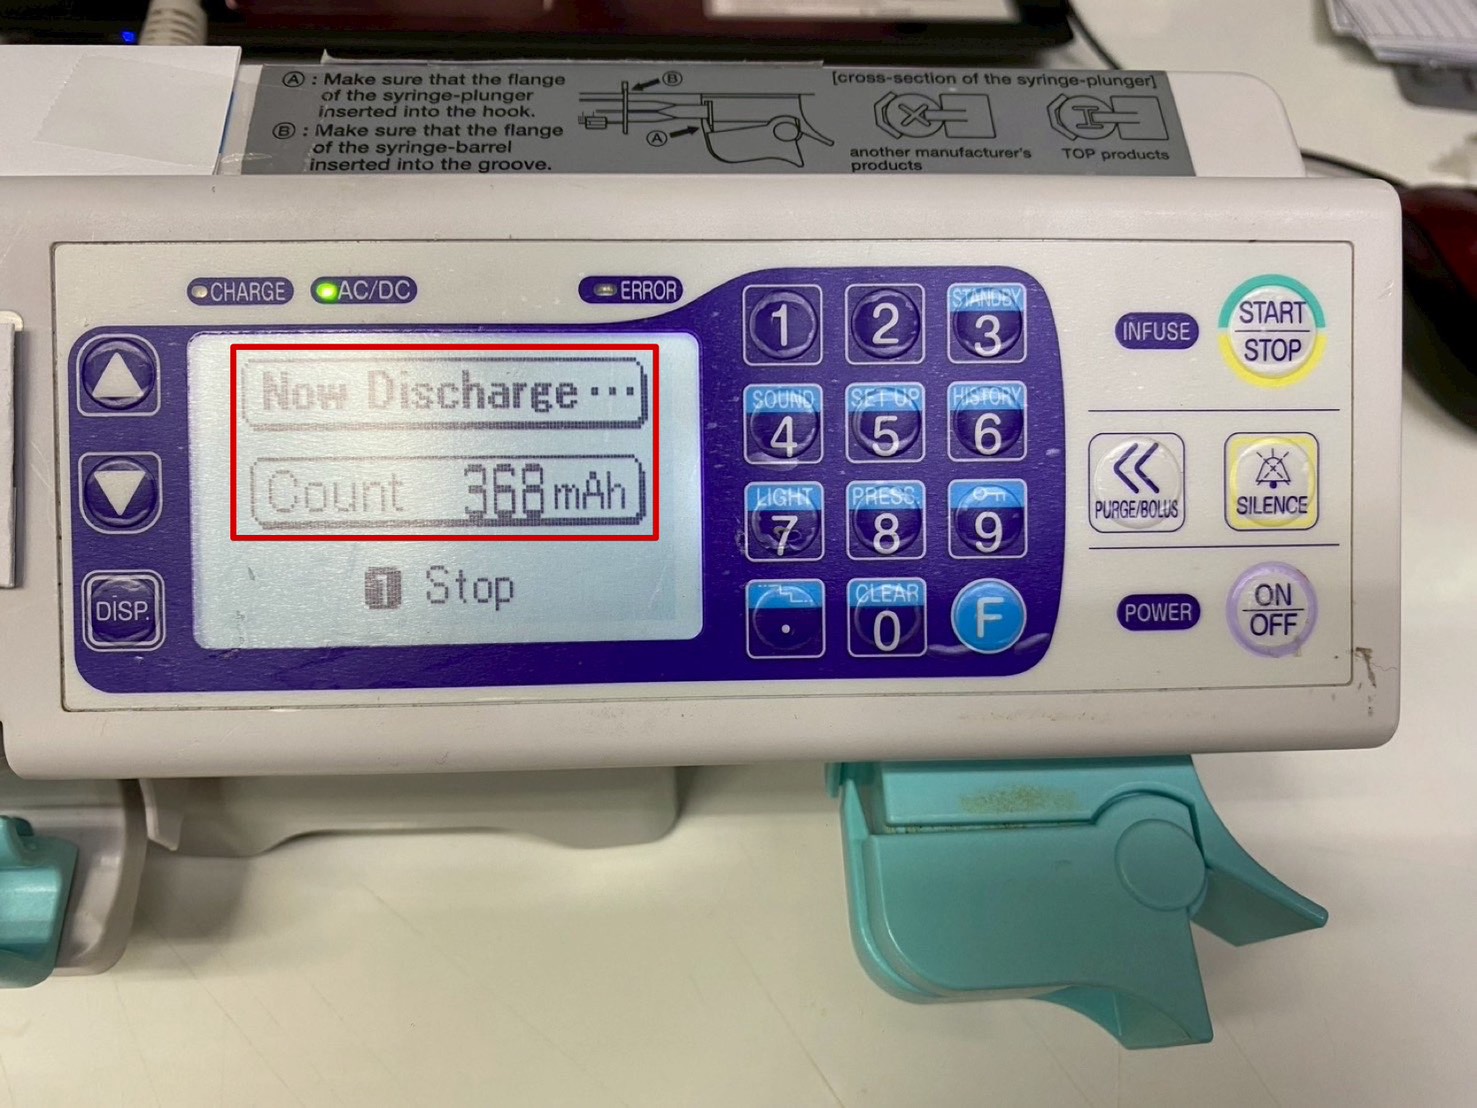 Ⓐ : Make sure that the flange
of the syringe-plunger
inserted into the hook.
Ⓑ : Make sure that the flange
of the syringe-barrel
inserted into the groove.
Ⓑ
Ⓐ
[cross-section of the syringe-plunger]
another manufacturer's
products
TOP products
CHARGE
AC/DC
ERROR
Now Discharge···
Count 368mAh
1 Stop
DISP.
1
2
STANDBY
3
SOUND
4
SET UP
5
HISTORY
6
LIGHT
7
PRESS.
8
9
.
CLEAR
0
F
INFUSE
START
STOP
PURGE/BOLUS
SILENCE
POWER
ON
OFF